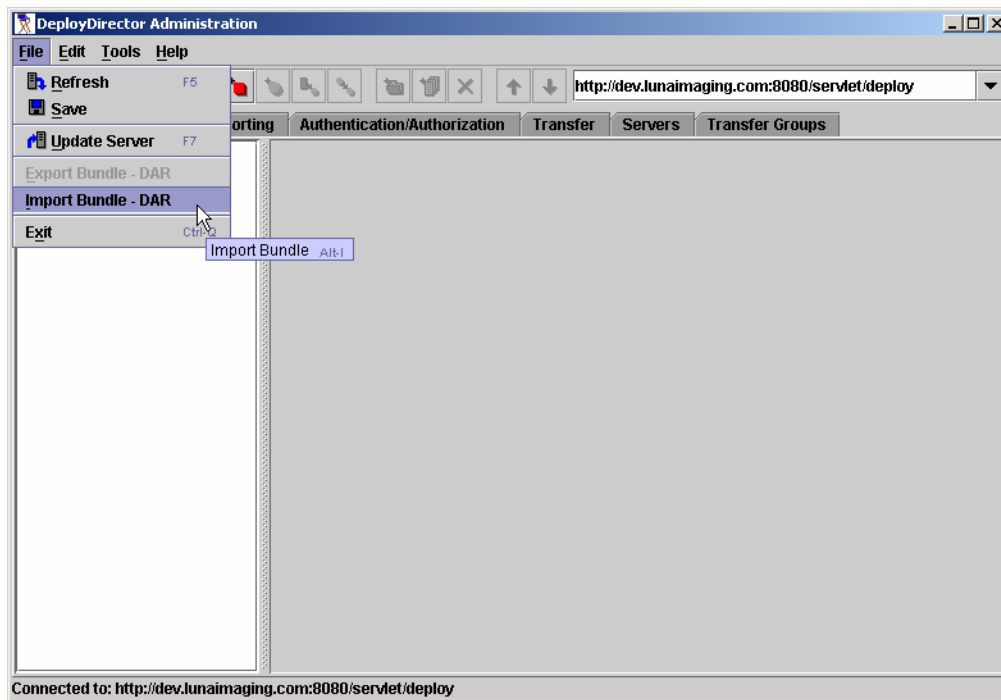 DeployDirector Administration
File Edit Tools Help
Refresh F5
Save
Update Server F7
Export Bundle - DAR
Import Bundle - DAR
Exit Ctrl-Q
Import Bundle Alt-I
http://dev.lunaimaging.com:8080/servlet/deploy
orting Authentication/Authorization Transfer Servers Transfer Groups
Connected to: http://dev.lunaimaging.com:8080/servlet/deploy